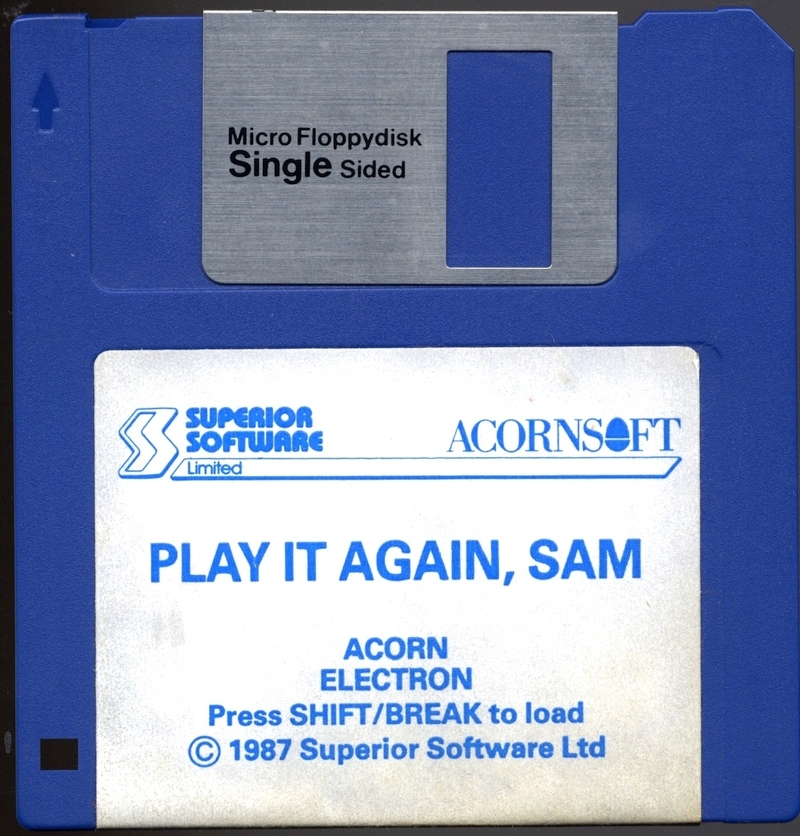 Micro Floppydisk
Single Sided
SUPERIOR
SOFTWARE
Limited
ACORNSOFT
PLAY IT AGAIN, SAM
ACORN
ELECTRON
Press SHIFT/BREAK to load
© 1987 Superior Software Ltd